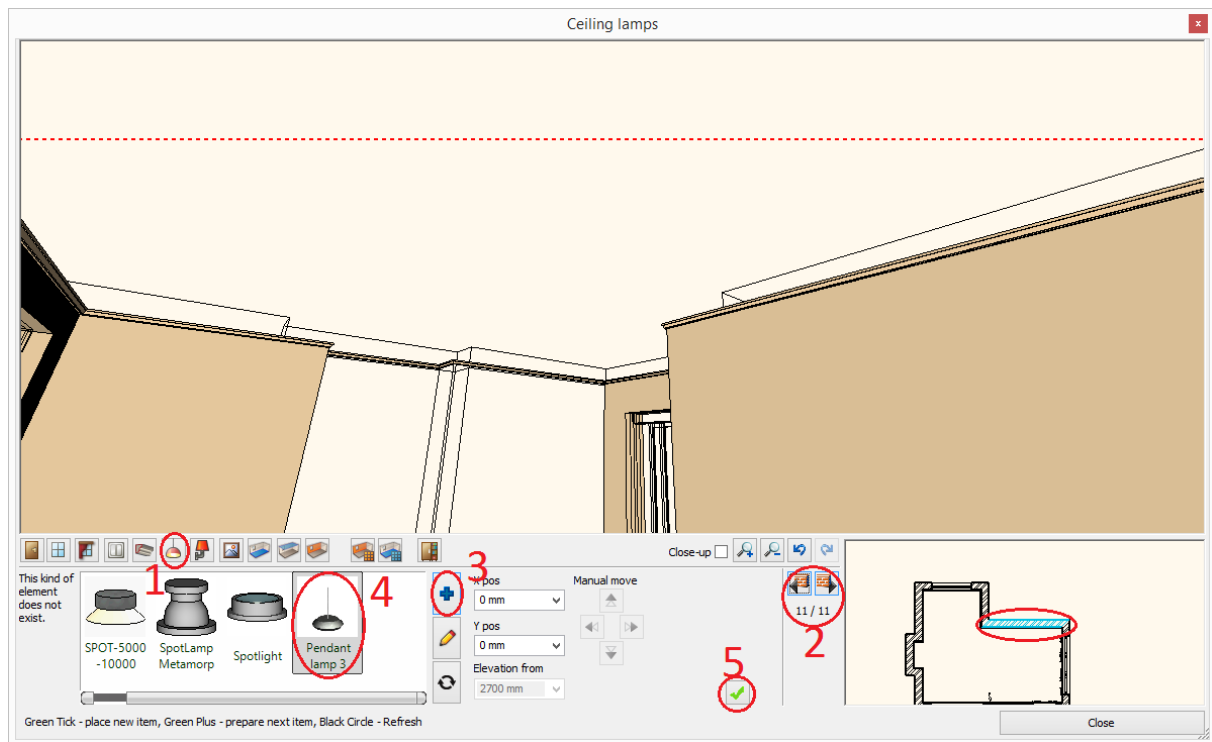 Ceiling lamps
x
Close-up
1
This kind of
element
does not
exist.
SPOT-5000
-10000
SpotLamp
Metamorp
Spotlight
Pendant
lamp 3
4
3
X pos
0 mm
Y pos
0 mm
Elevation from
2700 mm
Manual move
5
11 / 11
2
Green Tick - place new item, Green Plus - prepare next item, Black Circle - Refresh
Close